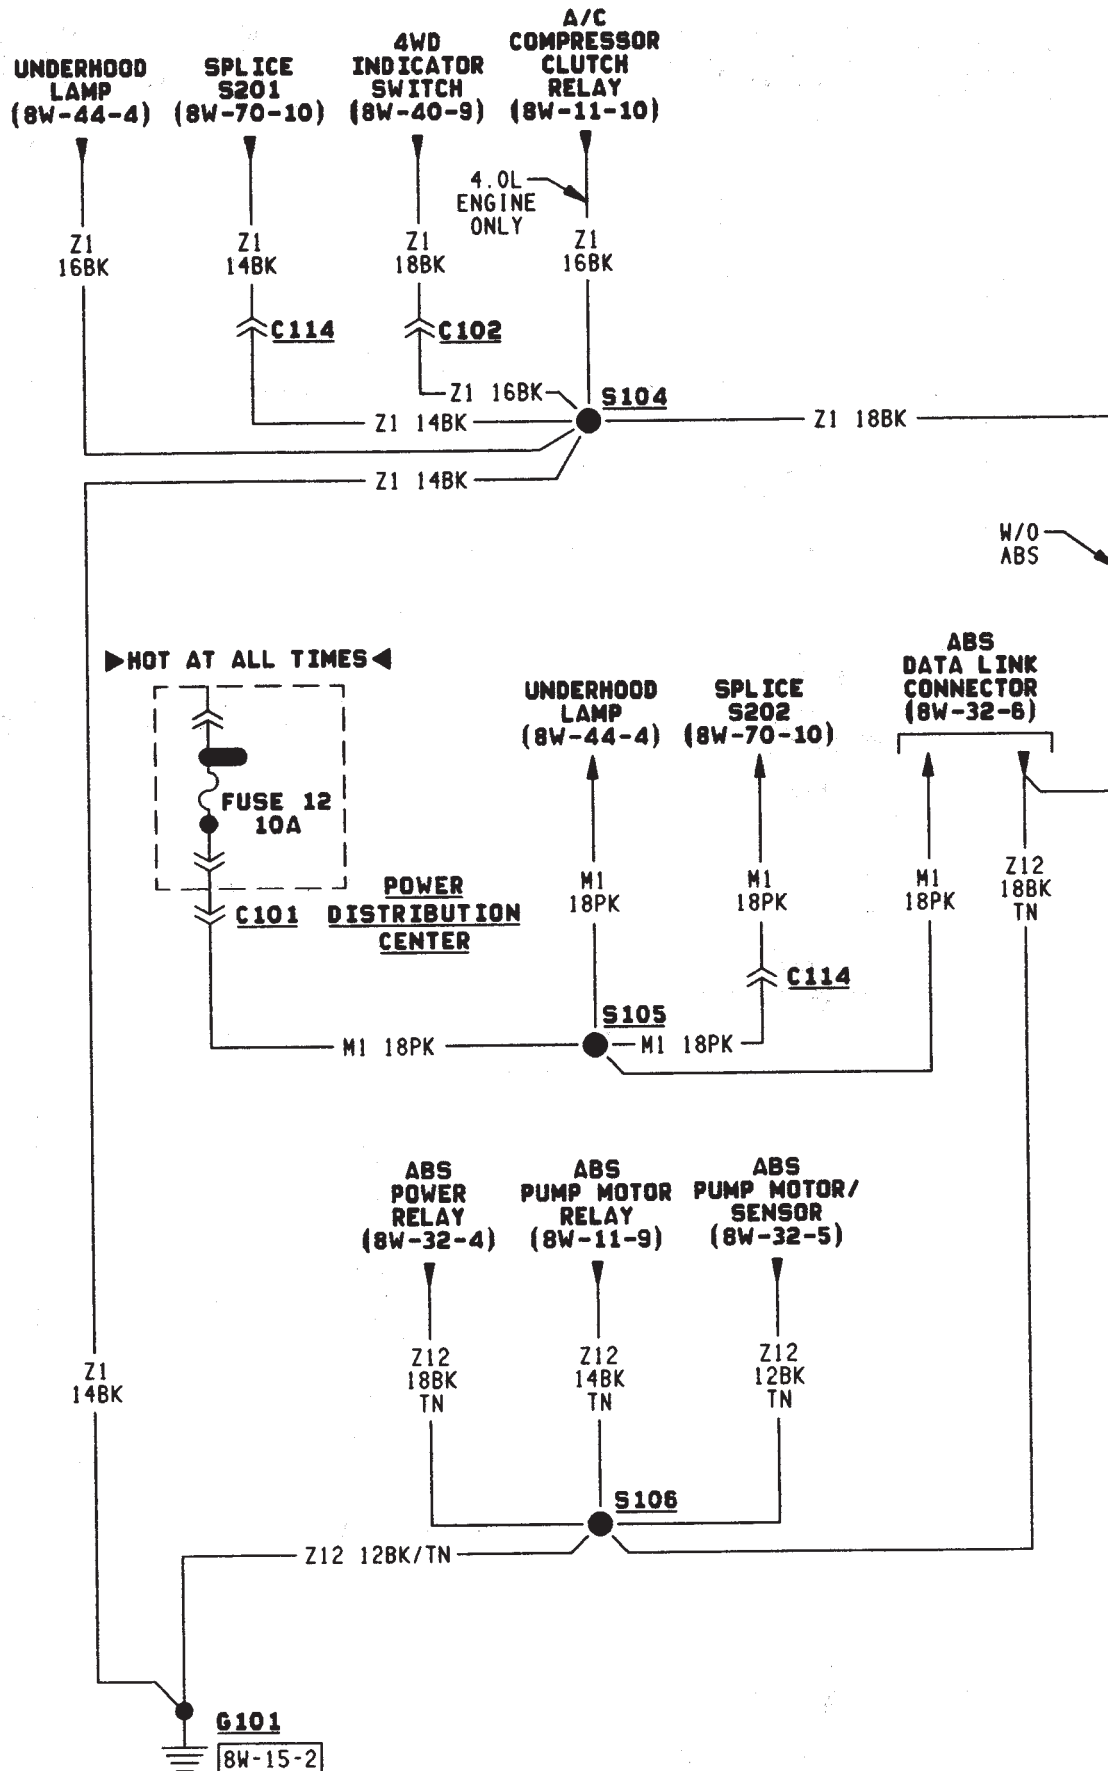 UNDERHOOD
LAMP
(8W-44-4)
SPLICE
S201
(8W-70-10)
4WD
INDICATOR
SWITCH
(8W-40-9)
A/C
COMPRESSOR
CLUTCH
RELAY
(8W-11-10)
4.0L
ENGINE
ONLY
Z1
16BK
Z1
14BK
Z1
18BK
Z1
16BK
C114
C102
Z1 16BK
S104
Z1 14BK
Z1 18BK
Z1 14BK
W/O
ABS
HOT AT ALL TIMES
FUSE 12
10A
C101
POWER
DISTRIBUTION
CENTER
UNDERHOOD
LAMP
(8W-44-4)
SPLICE
S202
(8W-70-10)
ABS
DATA LINK
CONNECTOR
(8W-32-6)
M1
18PK
M1
18PK
M1
18PK
Z12
18BK
TN
C114
S105
M1 18PK
M1 18PK
ABS
POWER
RELAY
(8W-32-4)
ABS
PUMP MOTOR
RELAY
(8W-11-9)
ABS
PUMP MOTOR/
SENSOR
(8W-32-5)
Z1
14BK
Z12
18BK
TN
Z12
14BK
TN
Z12
12BK
TN
S106
Z12 12BK/TN
G101
8W-15-2